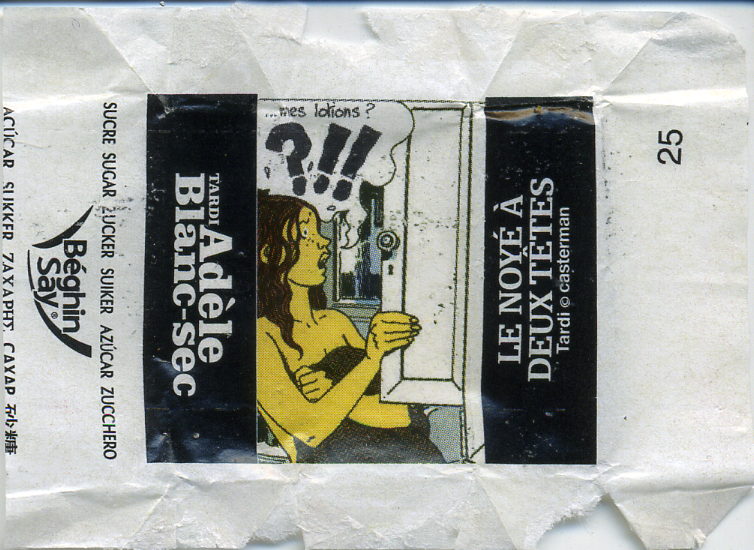 ...mes lotions ?
?!!
TARDI
Adèle
Blanc-sec
LE NOYÉ À
DEUX TÊTES
Tardi © casterman
25
SUCRE SUGAR ZUCKER SUIKER AZÚCAR ZUCCHERO
Béghin
Say®
AÇÚCAR SUKKER ΖΑΧΑΡΗ САХАР 砂糖